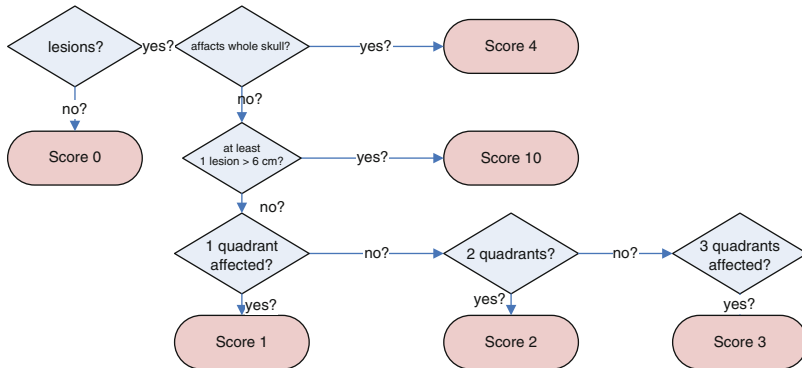 lesions?
yes?
affacts whole skull?
yes?
Score 4
no?
no?
Score 0
at least
1 lesion > 6 cm?
yes?
Score 10
no?
1 quadrant
affected?
no?
2 quadrants?
no?
3 quadrants
affected?
yes?
yes?
yes?
Score 1
Score 2
Score 3